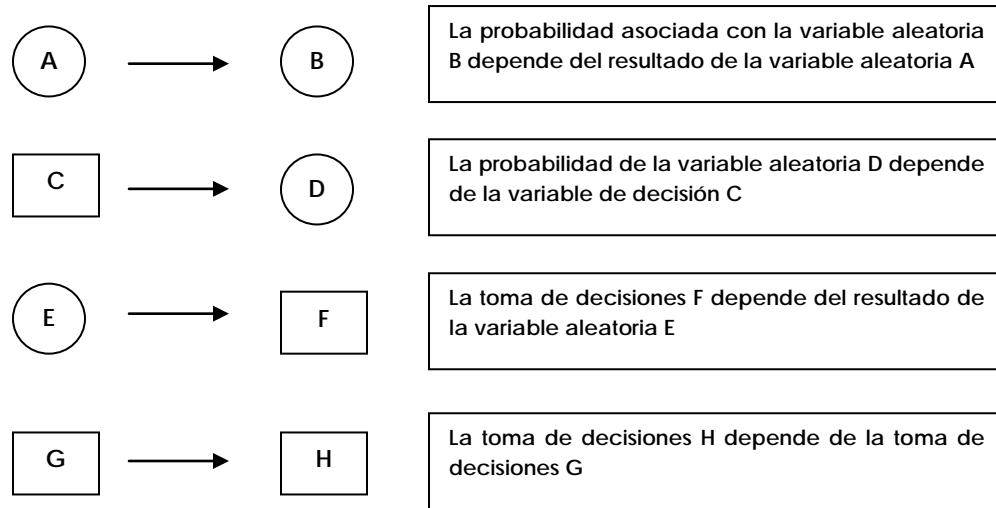 A
B
La probabilidad asociada con la variable aleatoria
B depende del resultado de la variable aleatoria A
C
D
La probabilidad de la variable aleatoria D depende
de la variable de decisión C
E
F
La toma de decisiones F depende del resultado de
la variable aleatoria E
G
H
La toma de decisiones H depende de la toma de
decisiones G